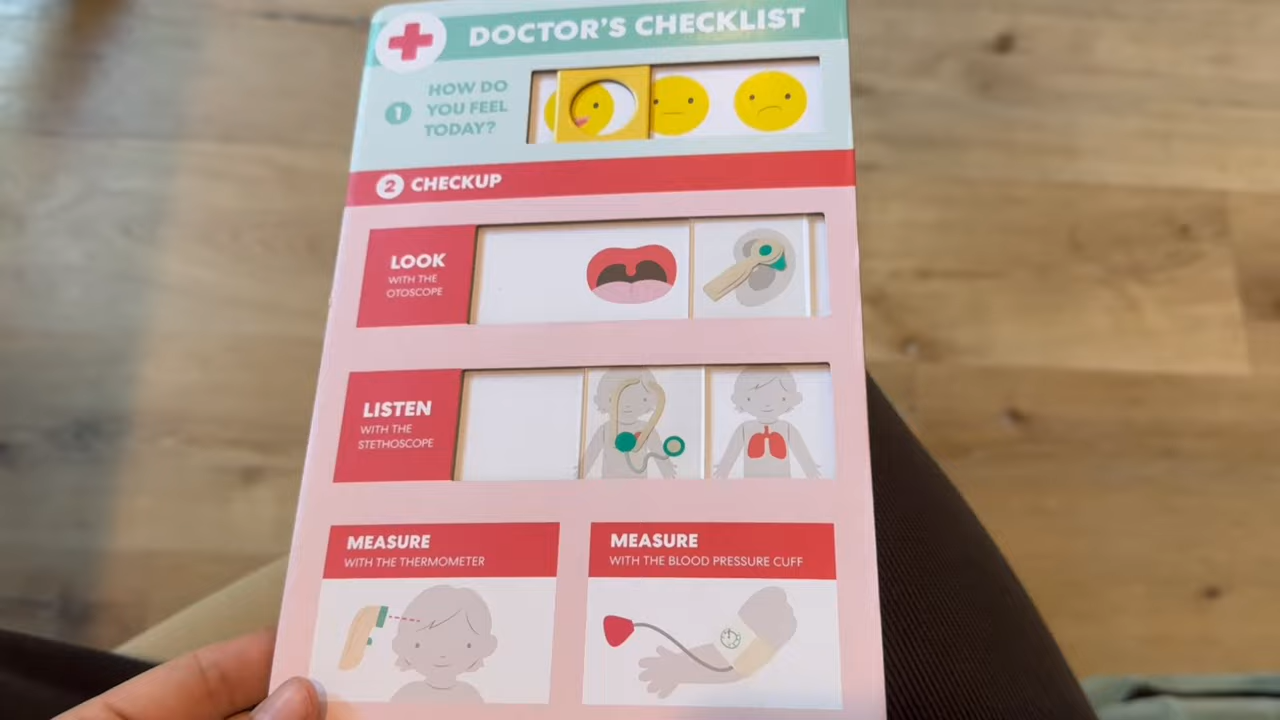 DOCTOR'S CHECKLIST
1
HOW DO
YOU FEEL
TODAY?
2 CHECKUP
LOOK
WITH THE
OTOSCOPE
LISTEN
WITH THE
STETHOSCOPE
MEASURE
WITH THE THERMOMETER
MEASURE
WITH THE BLOOD PRESSURE CUFF